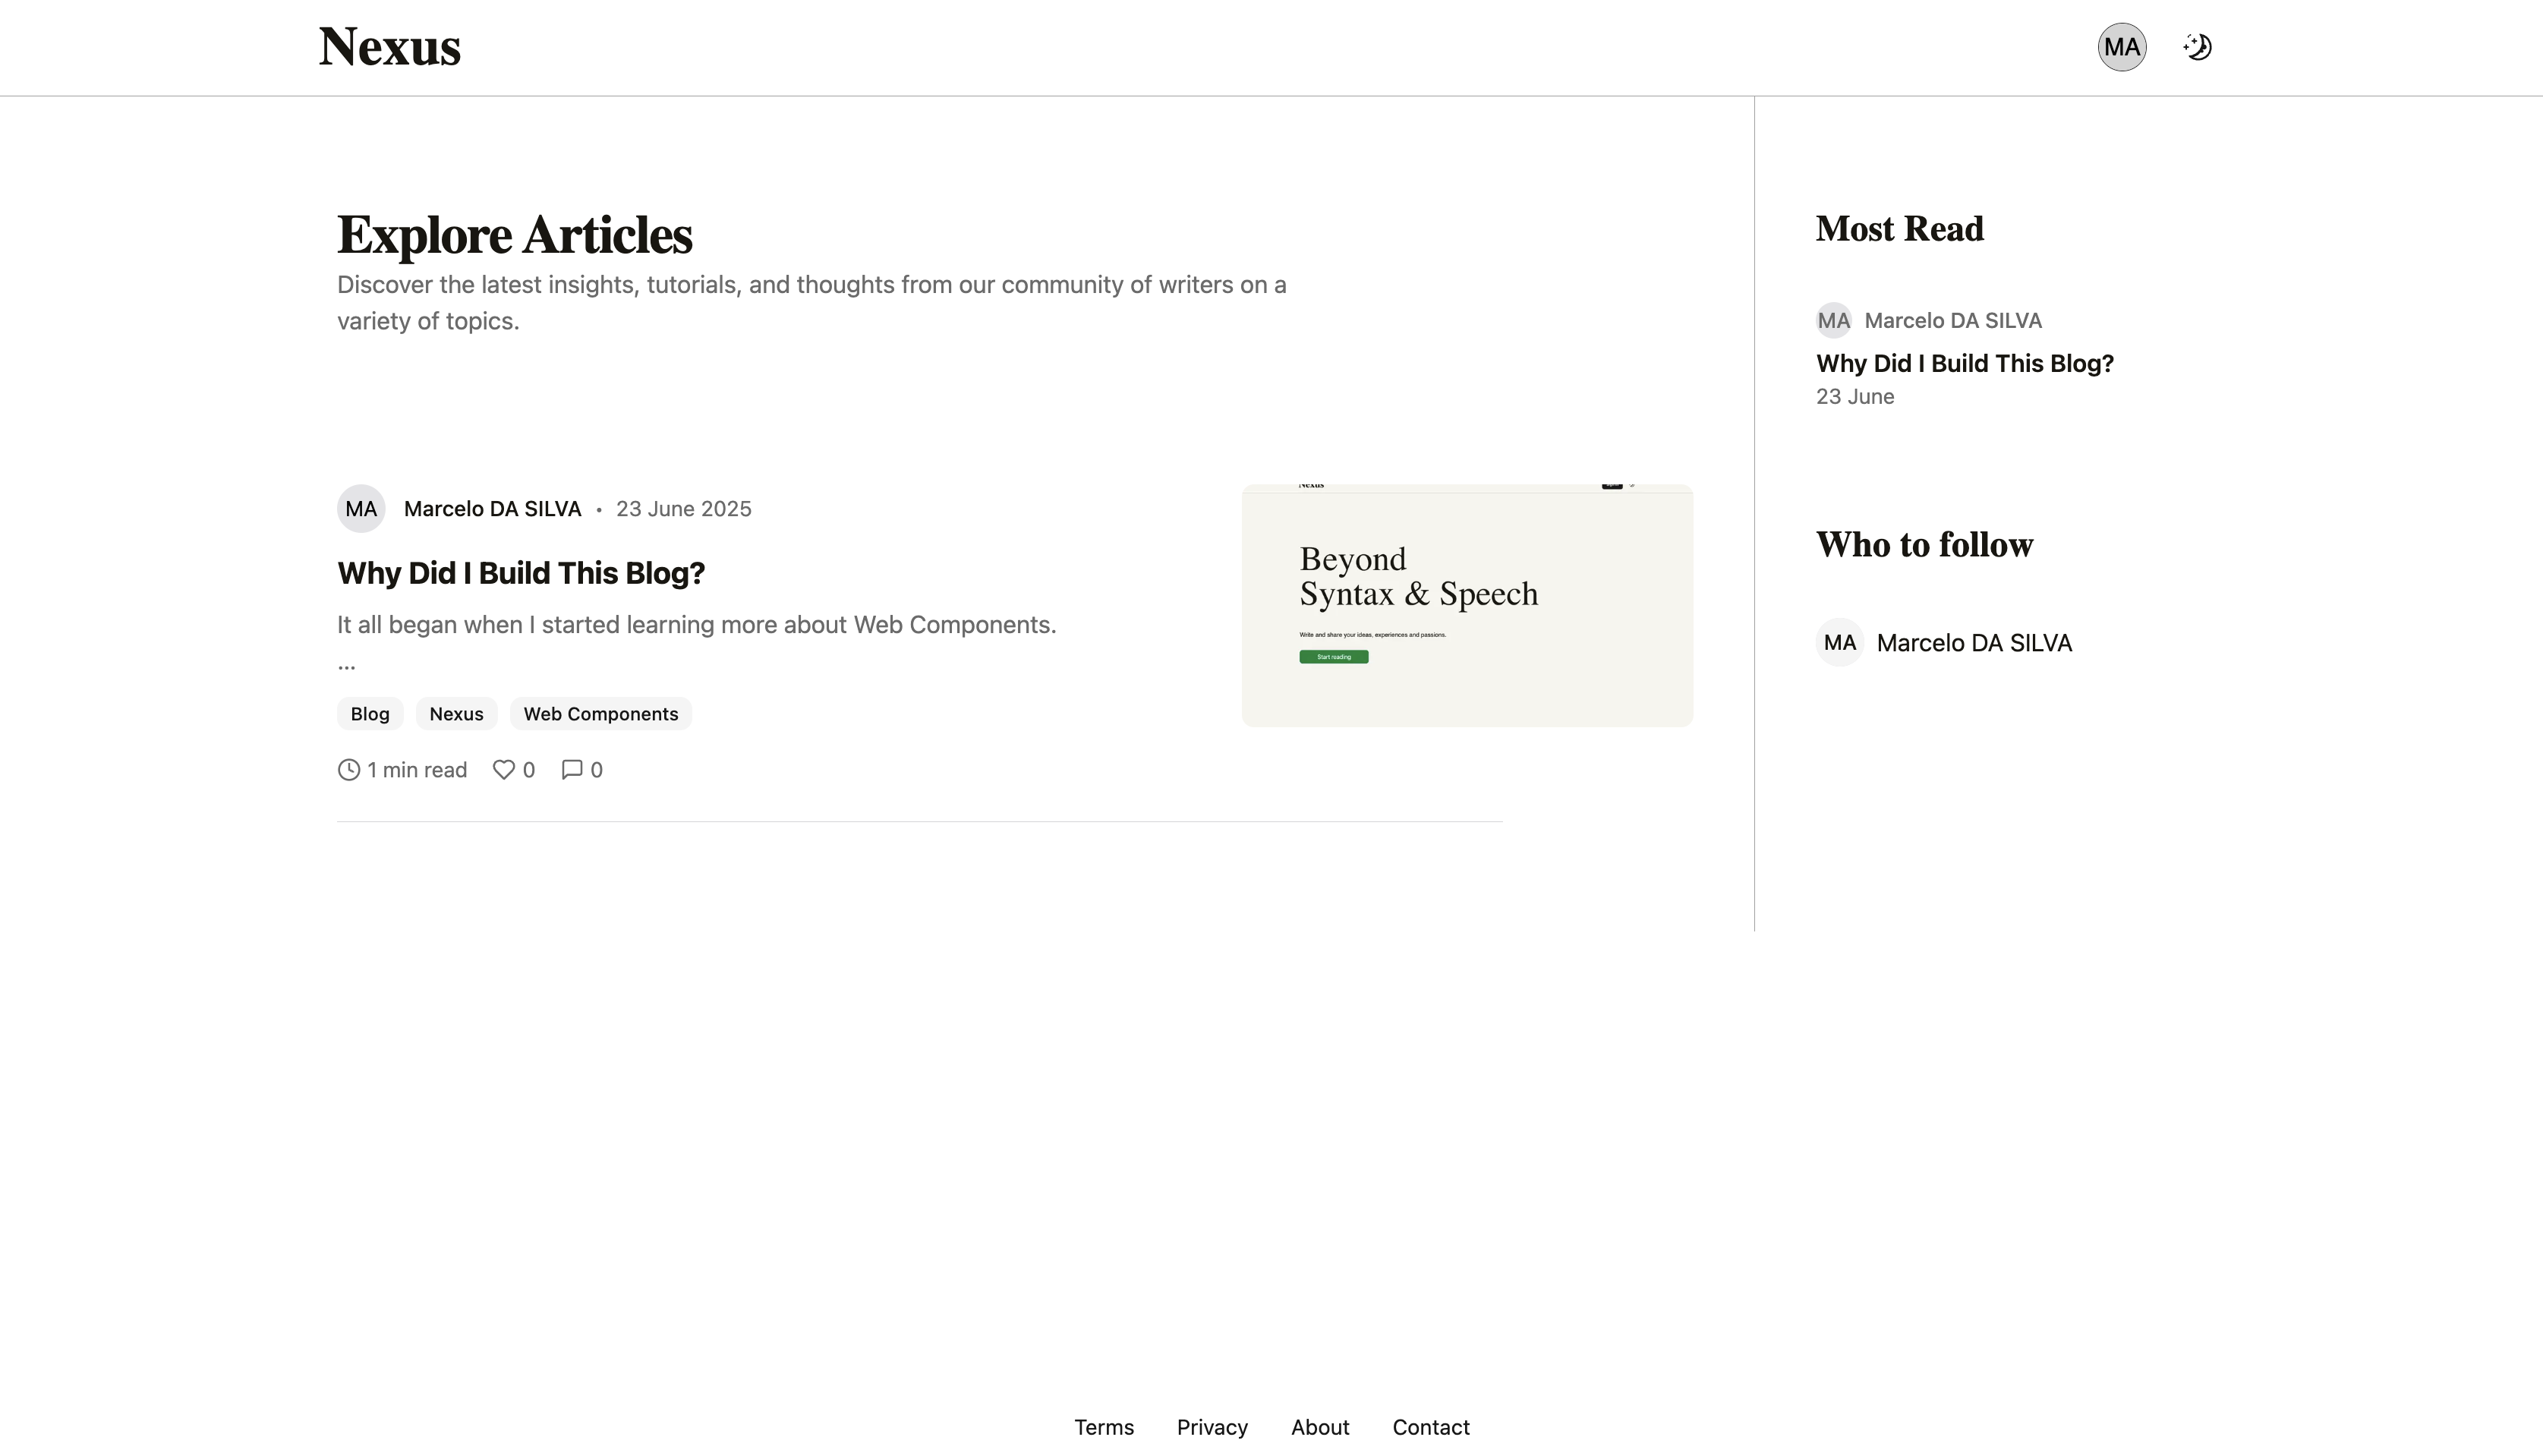 Nexus
MA
Explore Articles
Discover the latest insights, tutorials, and thoughts from our community of writers on a
variety of topics.
MA Marcelo DA SILVA • 23 June 2025
Why Did I Build This Blog?
It all began when I started learning more about Web Components.
...
Blog Nexus Web Components
1 min read 0 0
Nexus
Beyond
Syntax & Speech
Write and share your ideas, experiences and passions.
Start reading
Most Read
MA Marcelo DA SILVA
Why Did I Build This Blog?
23 June
Who to follow
MA Marcelo DA SILVA
Terms Privacy About Contact